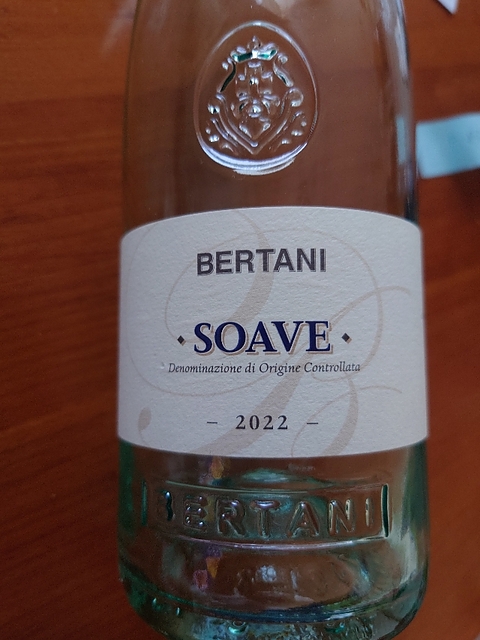 BERTANI
· SOAVE ·
Denominazione di Origine Controllata
– 2022 –
BERTANI